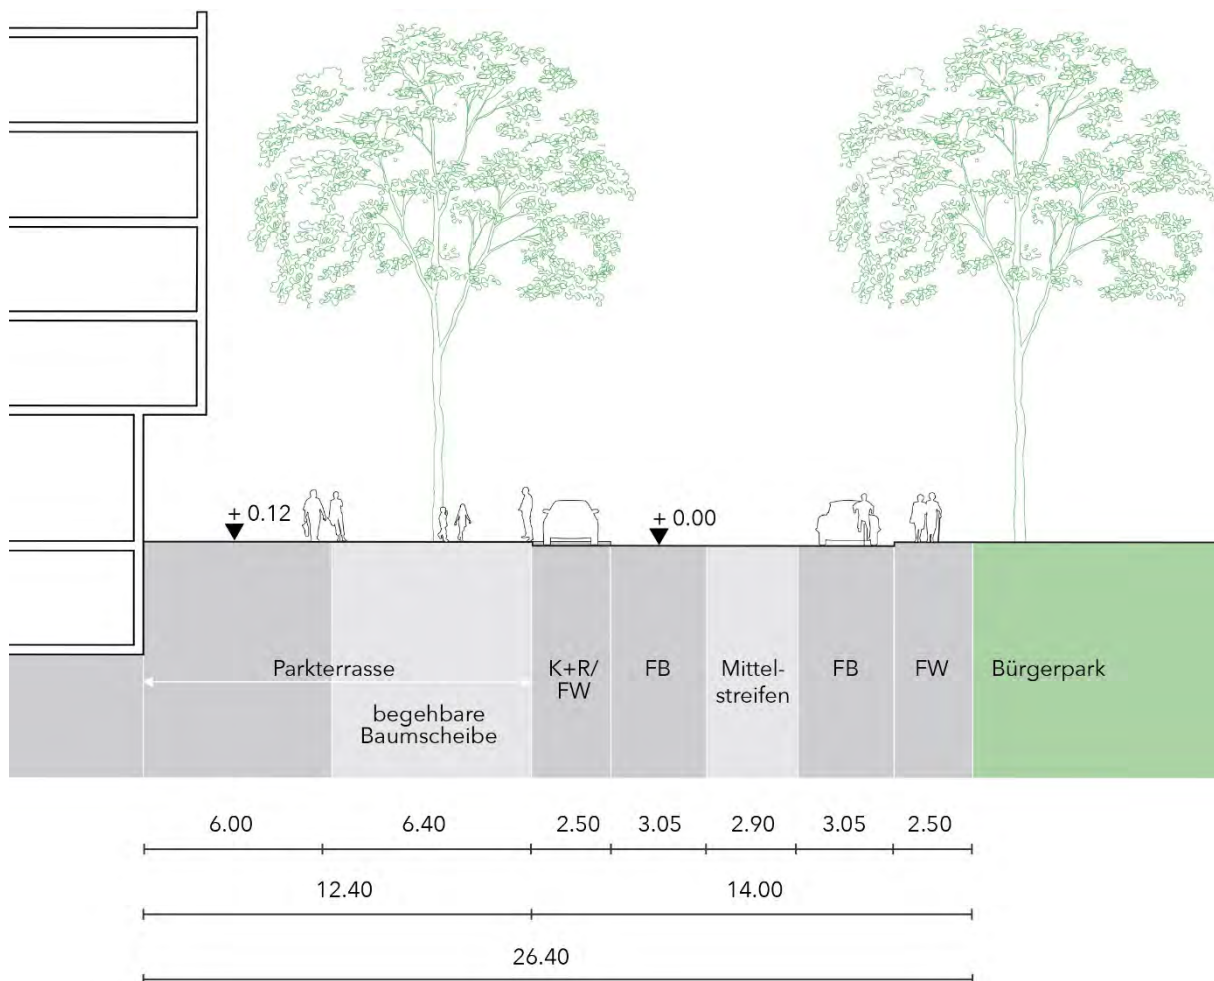 + 0.12
+ 0.00
Parkterrasse
begehbare
Baumscheibe
K+R/
FW
FB
Mittel-
streifen
FB
FW
Bürgerpark
6.00
6.40
2.50
3.05
2.90
3.05
2.50
12.40
14.00
26.40